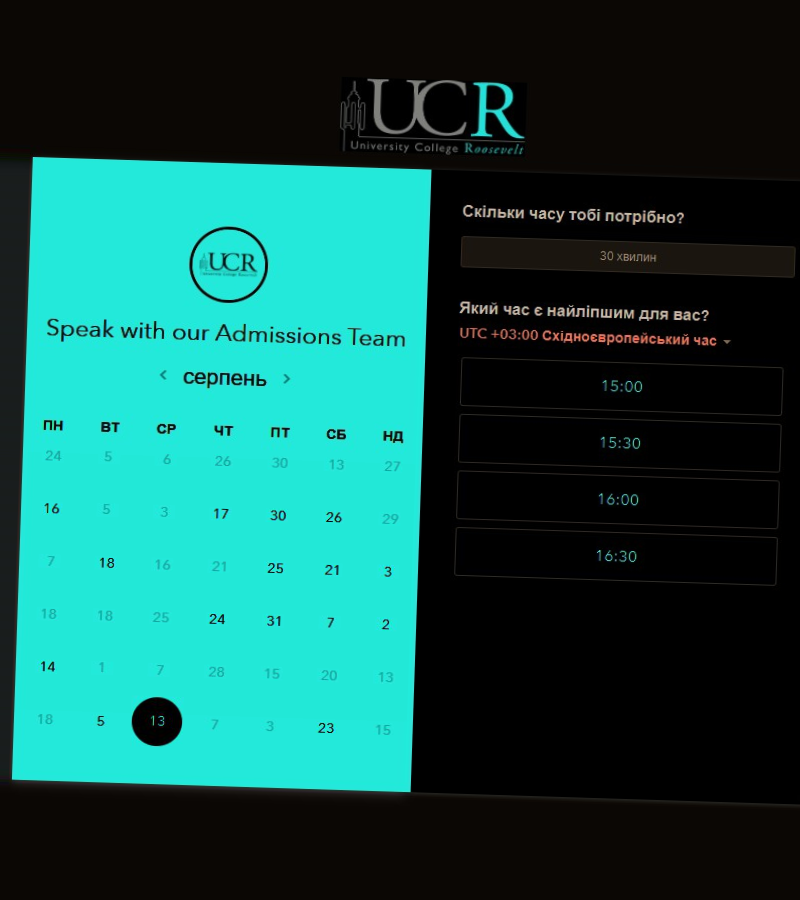 UCR
University College Roosevelt
UCR
University College Roosevelt
Speak with our Admissions Team
серпень
ПН ВТ СР ЧТ ПТ СБ НД
24 5 6 26 30 13 27
16 5 3 17 30 26 29
7 18 16 21 25 21 3
18 18 25 24 31 7 2
14 1 7 28 15 20 13
18 5 13 7 3 23 15
Скільки часу тобі потрібно?
30 хвилин
Який час є найліпшим для вас?
UTC +03:00 Східноєвропейський час
15:00
15:30
16:00
16:30